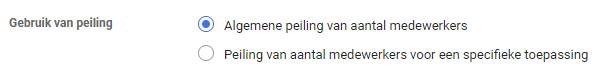 Gebruik van peiling
Algemene peiling van aantal medewerkers
Peiling van aantal medewerkers voor een specifieke toepassing